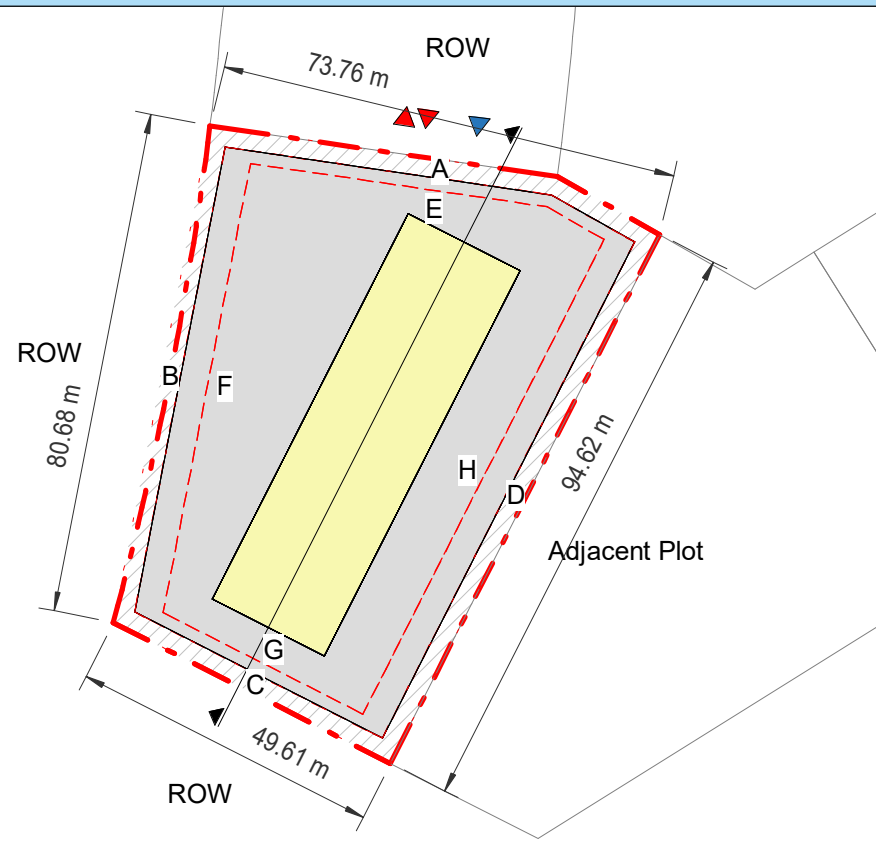 ROW
73.76 m
A
E
ROW
B
F
80.68 m
H
D
94.62 m
Adjacent Plot
G
C
49.61 m
ROW